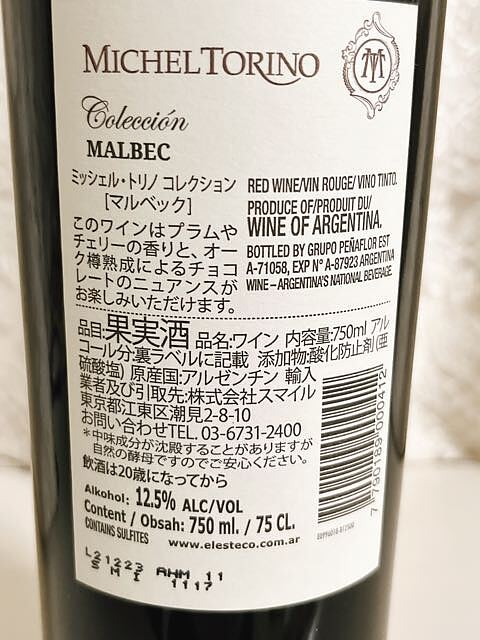 MICHEL TORINO
Colección
MALBEC
ミッシェル・トリノ コレクション
[マルベック]
このワインはプラムや
チェリーの香りと、オー
ク樽熟成によるチョコ
レートのニュアンスが
お楽しみいただけます。
RED WINE/VIN ROUGE/ VINO TINTO.
PRODUCE OF/PRODUIT DU/
WINE OF ARGENTINA.
BOTTLED BY GRUPO PEÑAFLOR EST
A-71058, EXP N° A-87923 ARGENTINA
WINE – ARGENTINA'S NATIONAL BEVERAGE.
品目:果実酒 品名:ワイン 内容量:750ml アル
コール分:裏ラベルに記載 添加物:酸化防止剤(亜
硫酸塩) 原産国:アルゼンチン 輸入
業者及び引取先:株式会社スマイル
東京都江東区潮見2-8-10
お問い合わせTEL. 03-6731-2400
*中味成分が沈殿することがありますが
自然の酵母ですのでご安心ください。
飲酒は20歳になってから
Alkohol: 12.5% ALC/VOL
Content / Obsah: 750 ml. / 75 CL.
CONTAINS SULFITES
www.elesteco.com.ar
7 790189 000412
L21223 AHM 11
S M I 1117